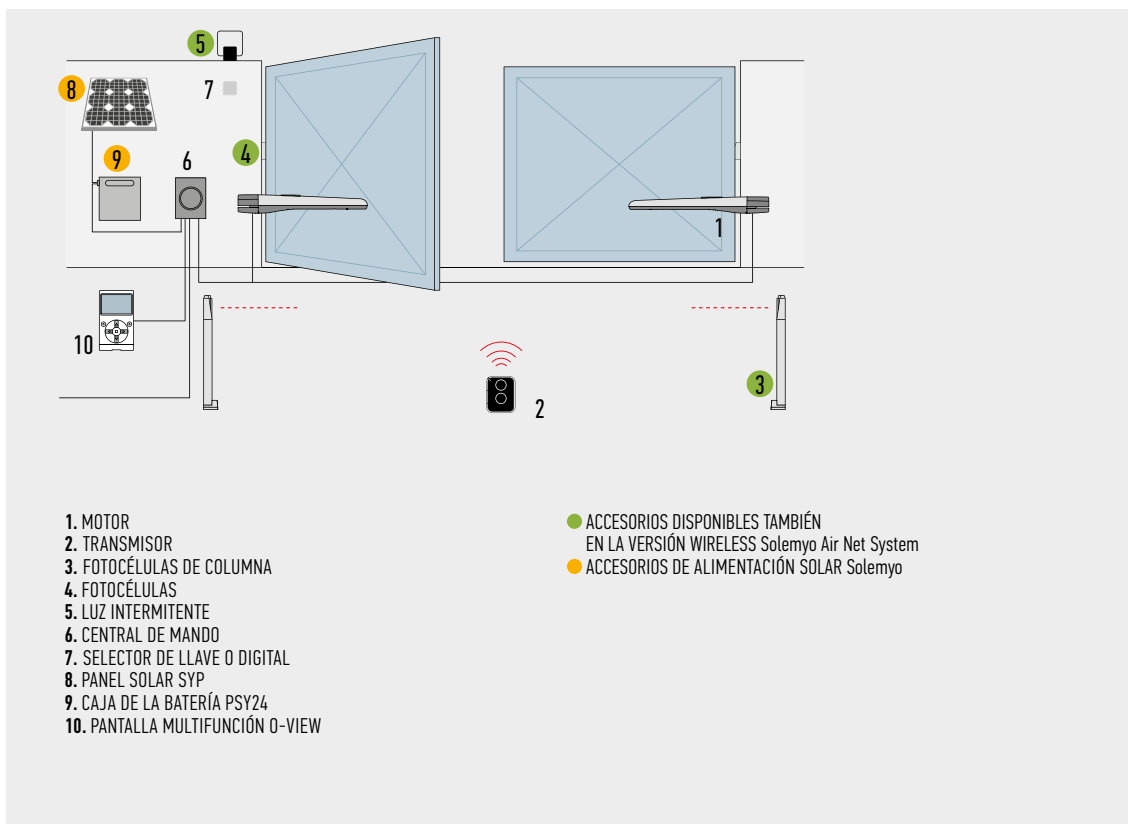 5
8
7
9
6
4
1
10
3
2
1. MOTOR
2. TRANSMISOR
3. FOTOCÉLULAS DE COLUMNA
4. FOTOCÉLULAS
5. LUZ INTERMITENTE
6. CENTRAL DE MANDO
7. SELECTOR DE LLAVE O DIGITAL
8. PANEL SOLAR SYP
9. CAJA DE LA BATERÍA PSY24
10. PANTALLA MULTIFUNCIÓN O-VIEW
ACCESORIOS DISPONIBLES TAMBIÉN
EN LA VERSIÓN WIRELESS Solemyo Air Net System
ACCESORIOS DE ALIMENTACIÓN SOLAR Solemyo